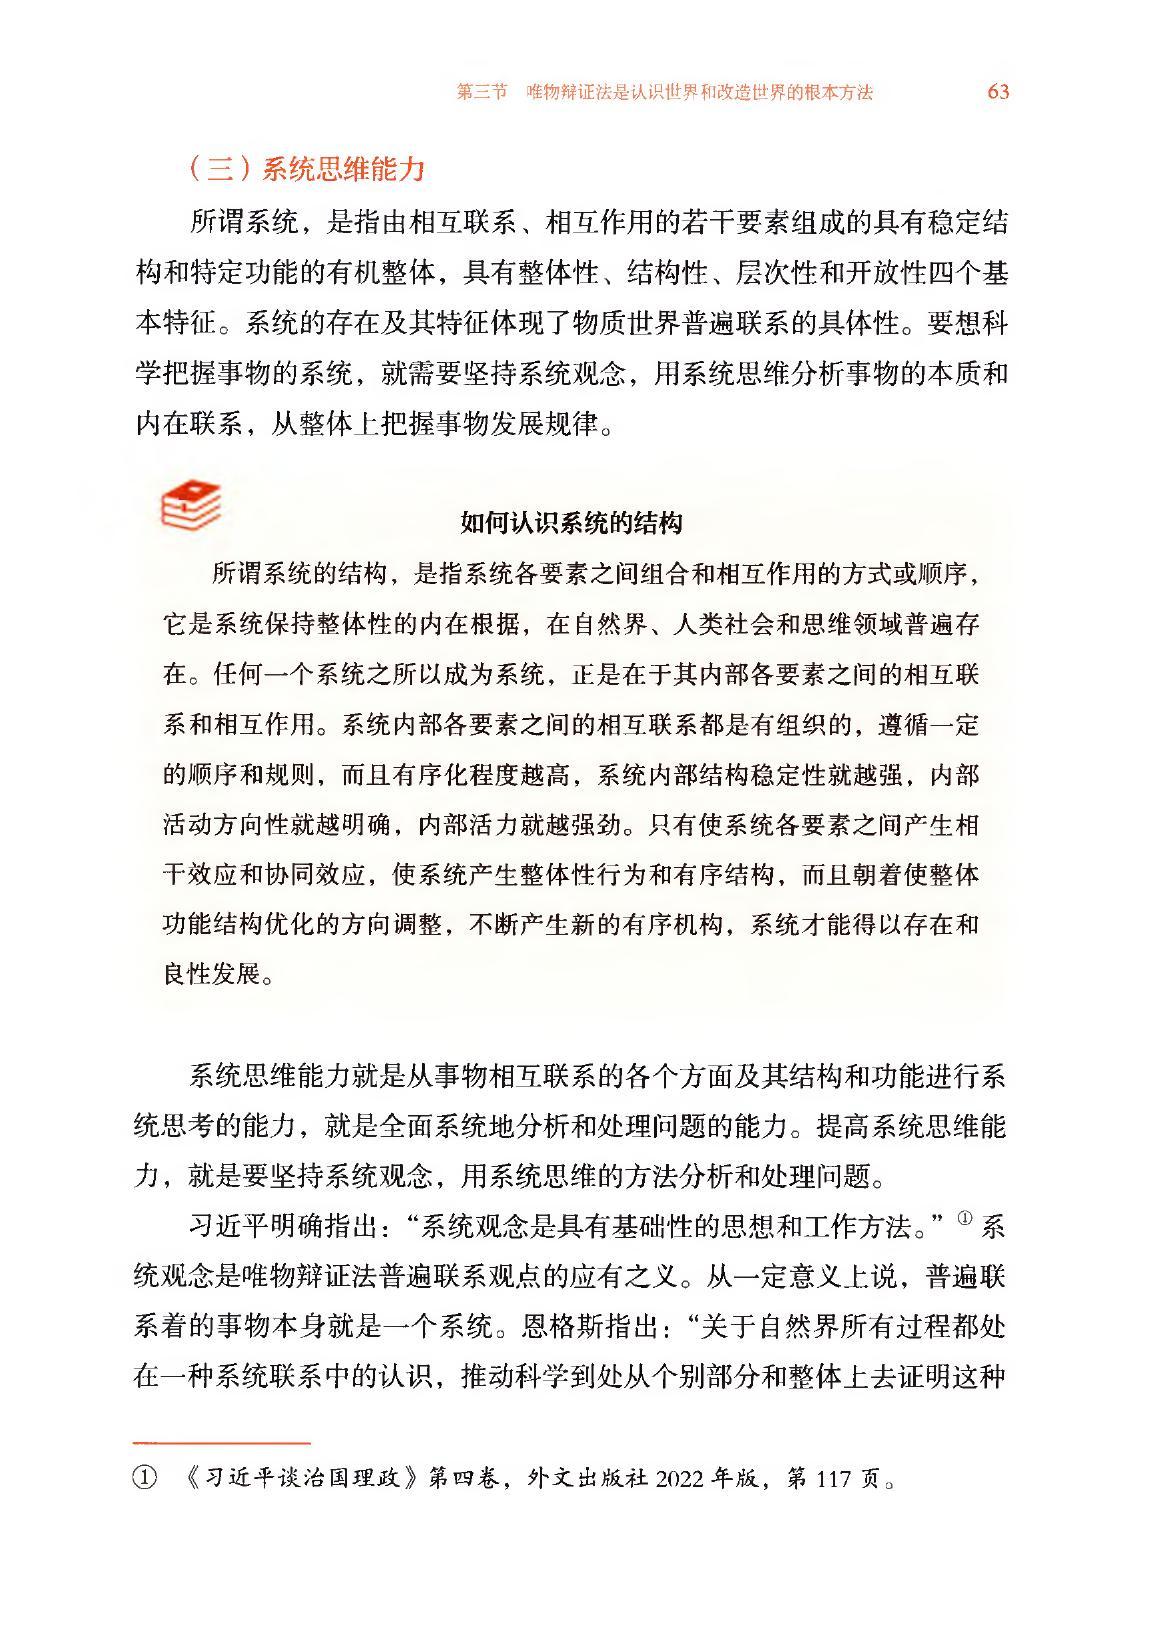 第三节 唯物辩证法是认识世界和改造世界的根本方法 63
（三）系统思维能力
所谓系统，是指由相互联系、相互作用的若干要素组成的具有稳定结
构和特定功能的有机整体，具有整体性、结构性、层次性和开放性四个基
本特征。系统的存在及其特征体现了物质世界普遍联系的具体性。要想科
学把握事物的系统，就需要坚持系统观念，用系统思维分析事物的本质和
内在联系，从整体上把握事物发展规律。
如何认识系统的结构
所谓系统的结构，是指系统各要素之间组合和相互作用的方式或顺序，
它是系统保持整体性的内在根据，在自然界、人类社会和思维领域普遍存
在。任何一个系统之所以成为系统，正是在于其内部各要素之间的相互联
系和相互作用。系统内部各要素之间的相互联系都是有组织的，遵循一定
的顺序和规则，而且有序化程度越高，系统内部结构稳定性就越强，内部
活动方向性就越明确，内部活力就越强劲。只有使系统各要素之间产生相
干效应和协同效应，使系统产生整体性行为和有序结构，而且朝着使整体
功能结构优化的方向调整，不断产生新的有序机构，系统才能得以存在和
良性发展。
系统思维能力就是从事物相互联系的各个方面及其结构和功能进行系
统思考的能力，就是全面系统地分析和处理问题的能力。提高系统思维能
力，就是要坚持系统观念，用系统思维的方法分析和处理问题。
习近平明确指出：“系统观念是具有基础性的思想和工作方法。”①系
统观念是唯物辩证法普遍联系观点的应有之义。从一定意义上说，普遍联
系着的事物本身就是一个系统。恩格斯指出：“关于自然界所有过程都处
在一种系统联系中的认识，推动科学到处从个别部分和整体上去证明这种
① 《习近平谈治国理政》第四卷，外文出版社 2022 年版，第 117 页。